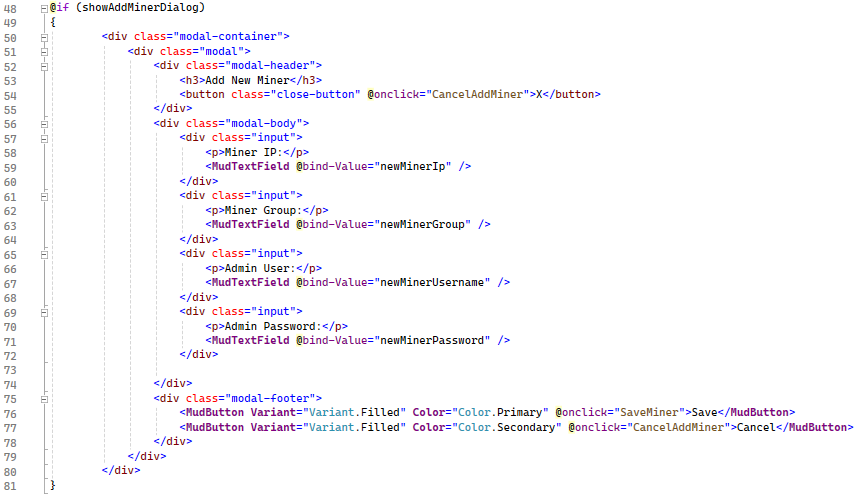 48 @if (showAddMinerDialog)
49 {
50 <div class="modal-container">
51 <div class="modal">
52 <div class="modal-header">
53 <h3>Add New Miner</h3>
54 <button class="close-button" @onclick="CancelAddMiner">X</button>
55 </div>
56 <div class="modal-body">
57 <div class="input">
58 <p>Miner IP:</p>
59 <MudTextField @bind-Value="newMinerIp" />
60 </div>
61 <div class="input">
62 <p>Miner Group:</p>
63 <MudTextField @bind-Value="newMinerGroup" />
64 </div>
65 <div class="input">
66 <p>Admin User:</p>
67 <MudTextField @bind-Value="newMinerUsername" />
68 </div>
69 <div class="input">
70 <p>Admin Password:</p>
71 <MudTextField @bind-Value="newMinerPassword" />
72 </div>
73
74 </div>
75 <div class="modal-footer">
76 <MudButton Variant="Variant.Filled" Color="Color.Primary" @onclick="SaveMiner">Save</MudButton>
77 <MudButton Variant="Variant.Filled" Color="Color.Secondary" @onclick="CancelAddMiner">Cancel</MudButton>
78 </div>
79 </div>
80 </div>
81 }